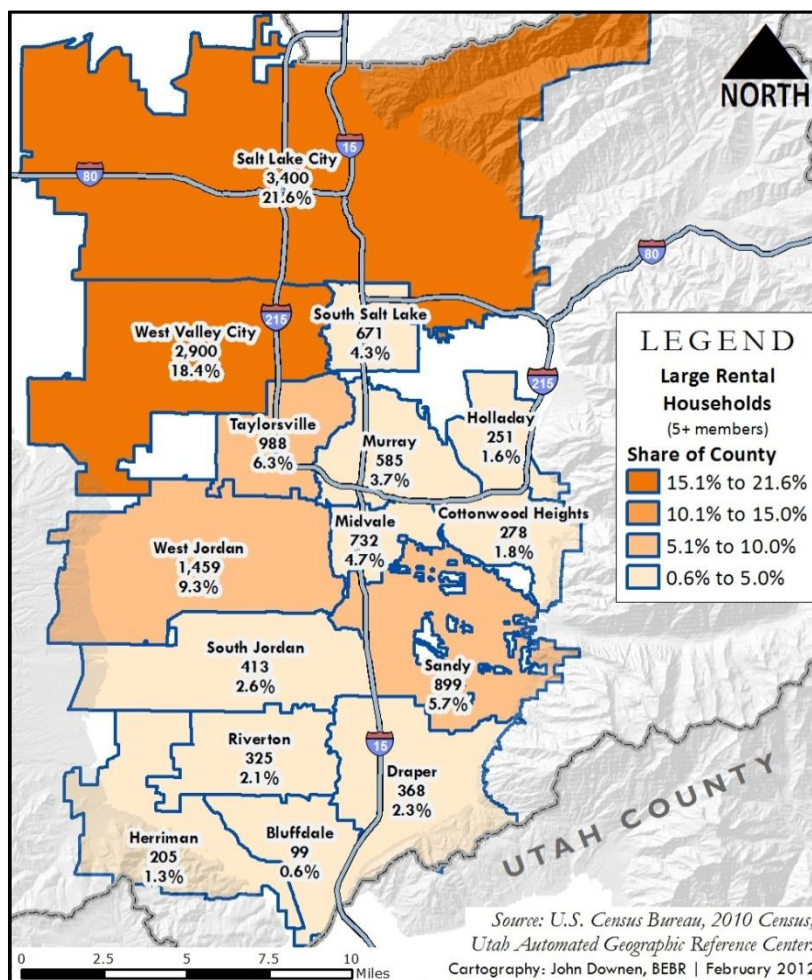 NORTH
15
80
Salt Lake City
3,400
21.6%
80
215
West Valley City
2,900
18.4%
South Salt Lake
671
4.3%
215
LEGEND
Large Rental
Households
(5+ members)
Share of County
15.1% to 21.6%
10.1% to 15.0%
5.1% to 10.0%
0.6% to 5.0%
Taylorsville
988
6.3%
Murray
585
3.7%
Holladay
251
1.6%
Midvale
732
4.7%
Cottonwood Heights
278
1.8%
West Jordan
1,459
9.3%
South Jordan
413
2.6%
Sandy
899
5.7%
Riverton
325
2.1%
15
Draper
368
2.3%
Herriman
205
1.3%
Bluffdale
99
0.6%
UTAH COUNTY
Source: U.S. Census Bureau, 2010 Census,
Utah Automated Geographic Reference Center.
Cartography: John Downen, BEBR | February 201
0 2 4 6 8 10
Miles